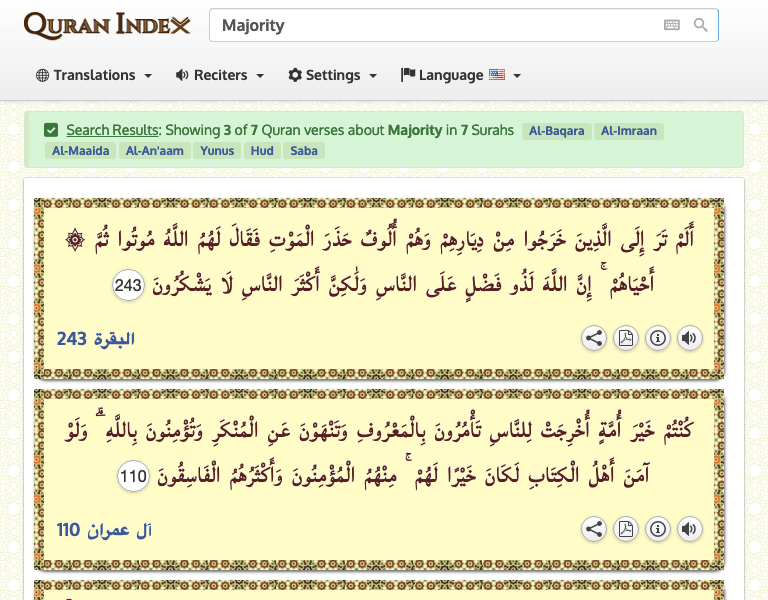 QURAN INDEX
Majority
Translations Reciters Settings Language
Search Results: Showing 3 of 7 Quran verses about Majority in 7 Surahs Al-Baqara Al-Imraan
Al-Maaida Al-An'aam Yunus Hud Saba
أَلَمْ تَرَ إِلَى الَّذِينَ خَرَجُوا مِنْ دِيَارِهِمْ وَهُمْ أُلُوفٌ حَذَرَ الْمَوْتِ فَقَالَ لَهُمُ اللَّهُ مُوتُوا ثُمَّ ۞
أَحْيَاهُمْ ۚ إِنَّ اللَّهَ لَذُو فَضْلٍ عَلَى النَّاسِ وَلَٰكِنَّ أَكْثَرَ النَّاسِ لَا يَشْكُرُونَ 243
البقرة 243
كُنْتُمْ خَيْرَ أُمَّةٍ أُخْرِجَتْ لِلنَّاسِ تَأْمُرُونَ بِالْمَعْرُوفِ وَتَنْهَوْنَ عَنِ الْمُنْكَرِ وَتُؤْمِنُونَ بِاللَّهِ ۗ وَلَوْ
آمَنَ أَهْلُ الْكِتَابِ لَكَانَ خَيْرًا لَهُمْ ۚ مِنْهُمُ الْمُؤْمِنُونَ وَأَكْثَرُهُمُ الْفَاسِقُونَ 110
آل عمران 110